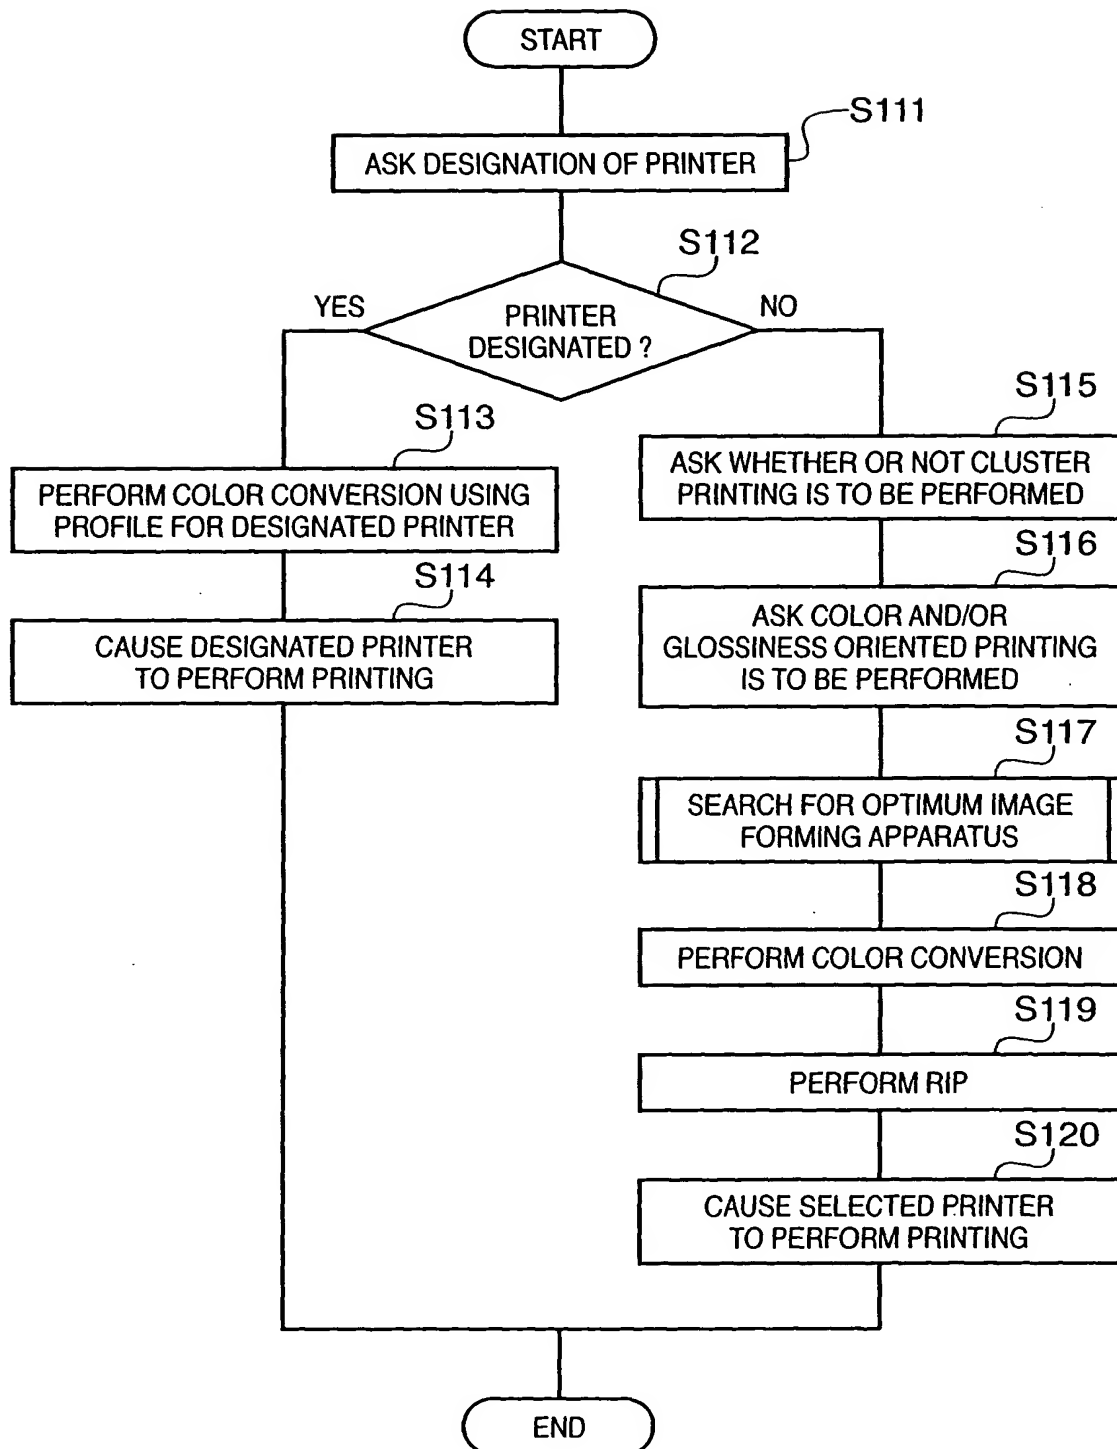 START
S111
ASK DESIGNATION OF PRINTER
S112
YES
NO
PRINTER
DESIGNATED ?
S113
PERFORM COLOR CONVERSION USING
PROFILE FOR DESIGNATED PRINTER
S114
CAUSE DESIGNATED PRINTER
TO PERFORM PRINTING
S115
ASK WHETHER OR NOT CLUSTER
PRINTING IS TO BE PERFORMED
S116
ASK COLOR AND/OR
GLOSSINESS ORIENTED PRINTING
IS TO BE PERFORMED
S117
SEARCH FOR OPTIMUM IMAGE
FORMING APPARATUS
S118
PERFORM COLOR CONVERSION
S119
PERFORM RIP
S120
CAUSE SELECTED PRINTER
TO PERFORM PRINTING
END